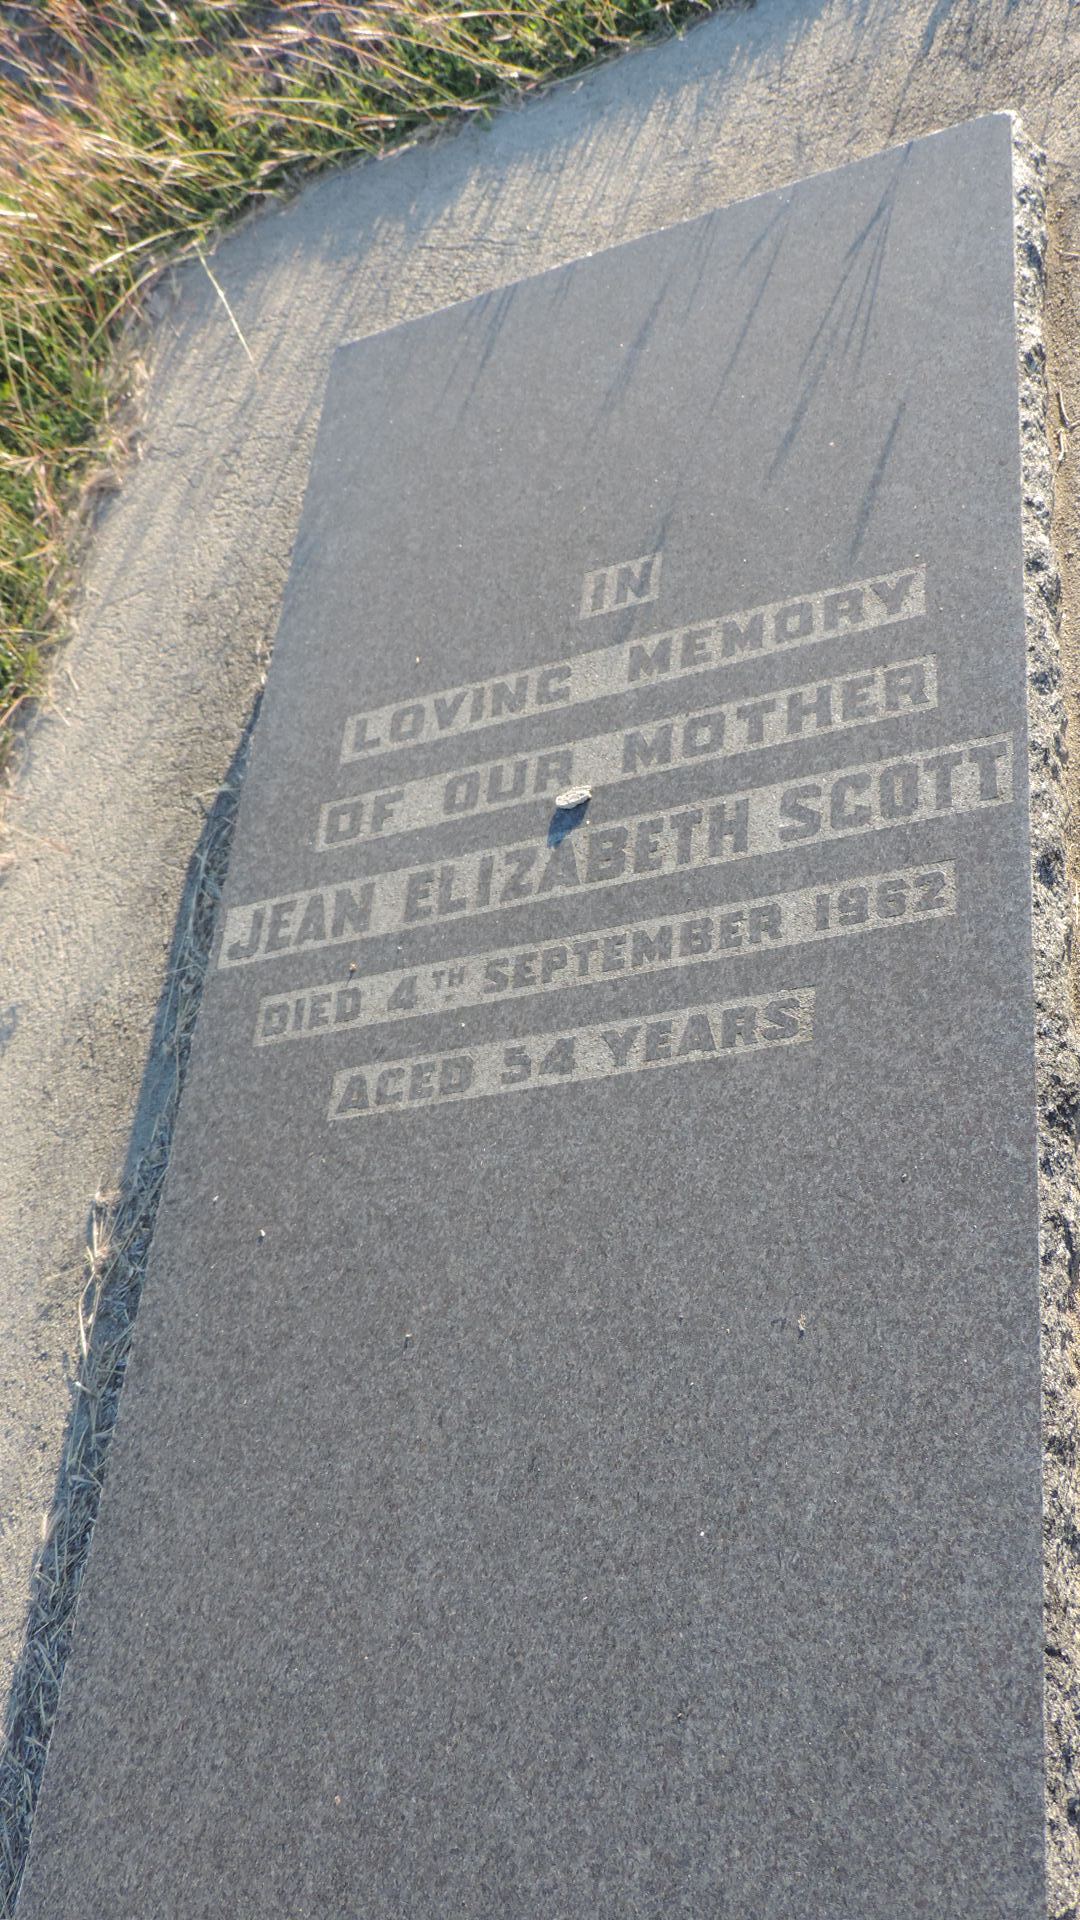 IN
LOVING MEMORY
OF OUR MOTHER
JEAN ELIZABETH SCOTT
DIED 4TH SEPTEMBER 1962
AGED 54 YEARS